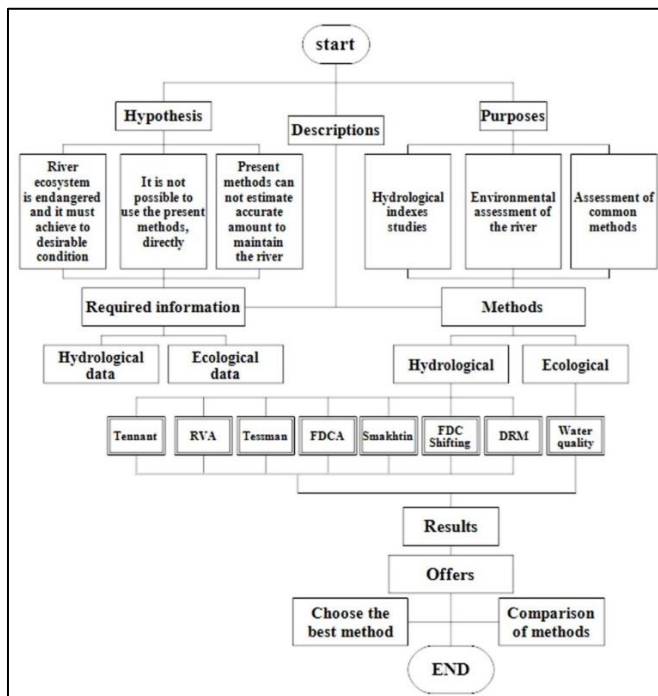 start
Hypothesis
Descriptions
Purposes
River
ecosystem
is endangered
and it must
achieve to
desirable
condition
It is not
possible to
use the present
methods,
directly
Present
methods can
not estimate
accurate
amount to
maintain
the river
Hydrological
indexes
studies
Environmental
assessment of
the river
Assessment of
common
methods
Required information
Methods
Hydrological
data
Ecological
data
Hydrological
Ecological
Tennant
RVA
Tessman
FDCA
Smakhtin
FDC
Shifting
DRM
Water
quality
Results
Offers
Choose the
best method
Comparison
of methods
END